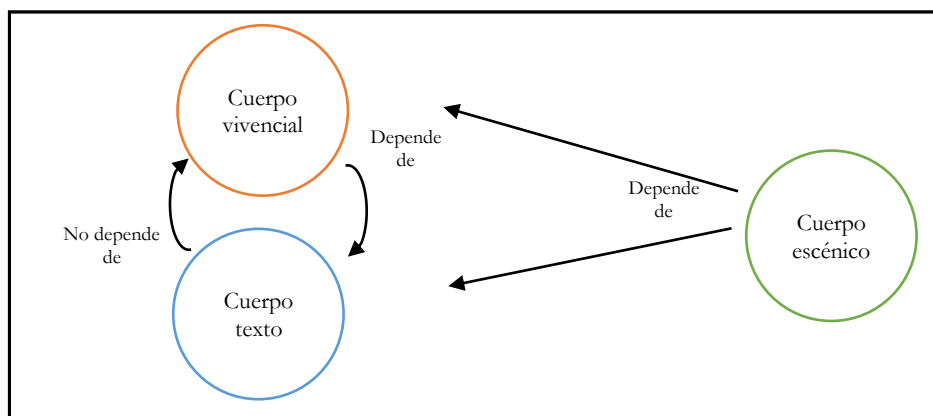 Cuerpo
vivencial
Depende
de
No depende
de
Cuerpo
texto
Depende
de
Cuerpo
escénico